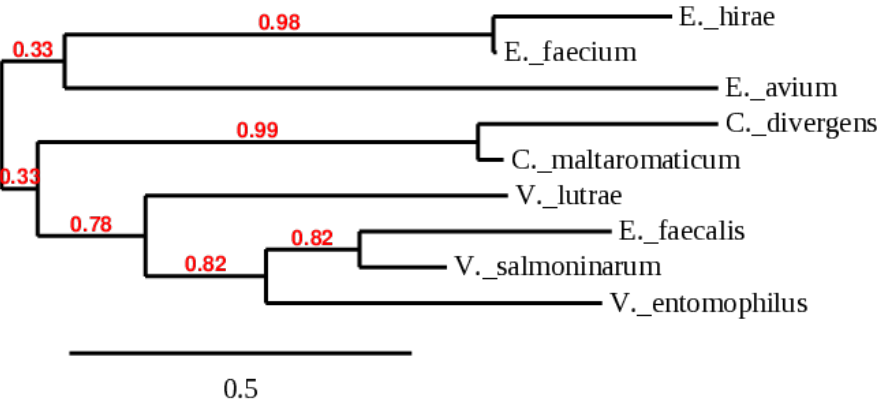 E._hirae
0.98
0.33
E._faecium
E._avium
C._divergens
0.99
C._maltaromaticum
0.33
V._lutrae
0.78
E._faecalis
0.82
0.82
V._salmoninarum
V._entomophilus
0.5